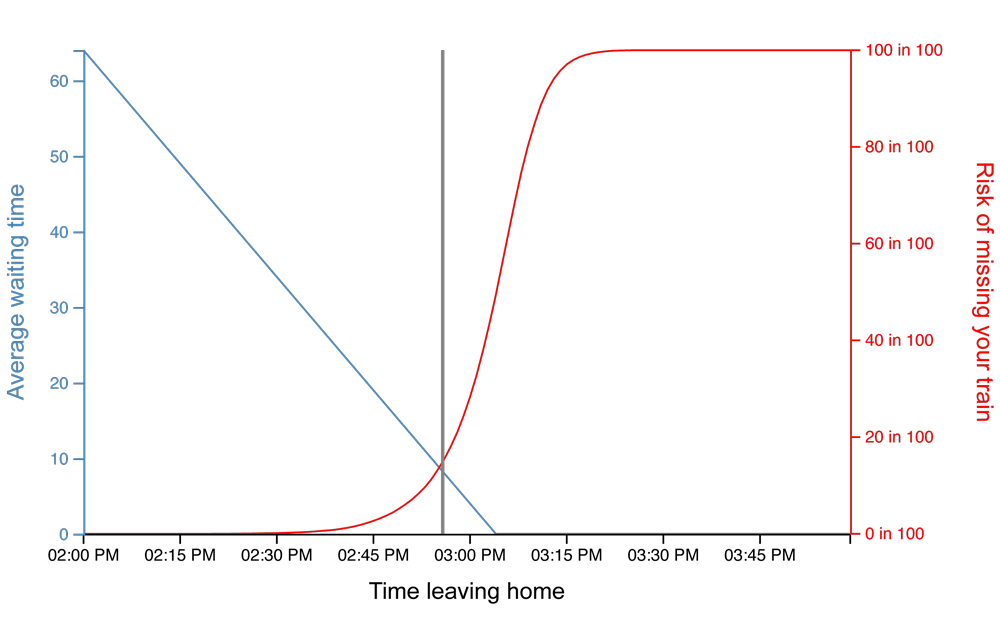 Average waiting time
60
50
40
30
20
10
0
100 in 100
80 in 100
60 in 100
40 in 100
20 in 100
0 in 100
Risk of missing your train
02:00 PM 02:15 PM 02:30 PM 02:45 PM 03:00 PM 03:15 PM 03:30 PM 03:45 PM
Time leaving home